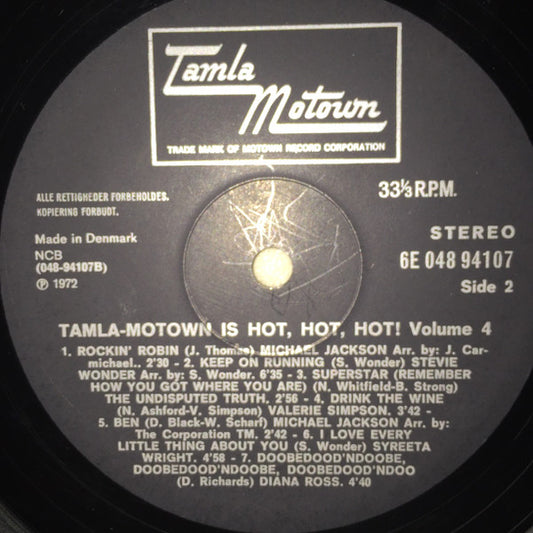 Tamla
Motown
TRADE MARK OF MOTOWN RECORD CORPORATION
ALLE RETTIGHEDER FORBEHOLDES.
KOPIERING FORBUDT.
33⅓ R.P.M.
Made in Denmark
NCB
(048-94107B)
℗ 1972
STEREO
6E 048 94107
Side 2
TAMLA-MOTOWN IS HOT, HOT, HOT! Volume 4
1. ROCKIN' ROBIN (J. Thomas) MICHAEL JACKSON Arr. by: J. Car-
michael.. 2'30 - 2. KEEP ON RUNNING (S. Wonder) STEVIE
WONDER Arr. by: S. Wonder. 6'35 - 3. SUPERSTAR (REMEMBER
HOW YOU GOT WHERE YOU ARE) (N. Whitfield-B. Strong)
THE UNDISPUTED TRUTH. 2'56 - 4. DRINK THE WINE
(N. Ashford-V. Simpson) VALERIE SIMPSON. 3'42 -
5. BEN (D. Black-W. Scharf) MICHAEL JACKSON Arr. by:
The Corporation TM. 2'42 - 6. I LOVE EVERY
LITTLE THING ABOUT YOU (S. Wonder) SYREETA
WRIGHT. 4'58 - 7. DOOBEDOOD'NDOOBE,
DOOBEDOOD'NDOOBE, DOOBEDOOD'NDOO
(D. Richards) DIANA ROSS. 4'40